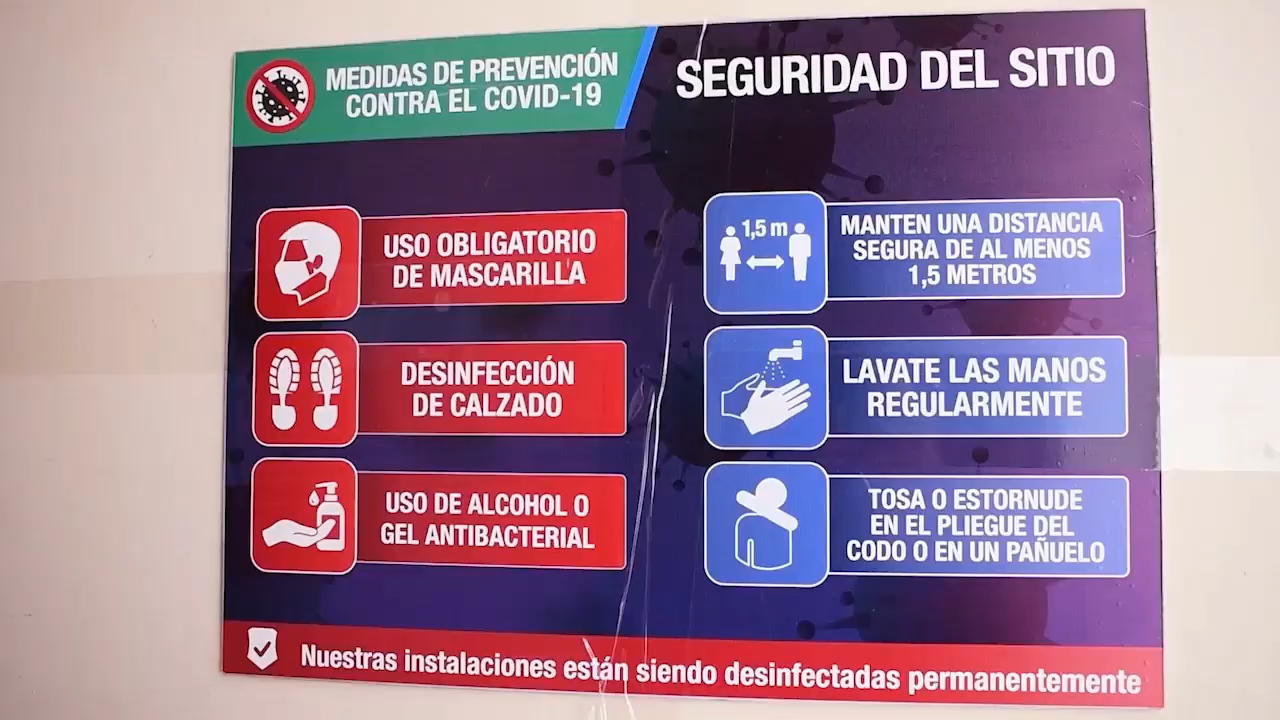 MEDIDAS DE PREVENCIÓN
CONTRA EL COVID-19
SEGURIDAD DEL SITIO
USO OBLIGATORIO
DE MASCARILLA
DESINFECCIÓN
DE CALZADO
USO DE ALCOHOL O
GEL ANTIBACTERIAL
1,5 m
MANTEN UNA DISTANCIA
SEGURA DE AL MENOS
1,5 METROS
LAVATE LAS MANOS
REGULARMENTE
TOSA O ESTORNUDE
EN EL PLIEGUE DEL
CODO O EN UN PAÑUELO
Nuestras instalaciones están siendo desinfectadas permanentemente